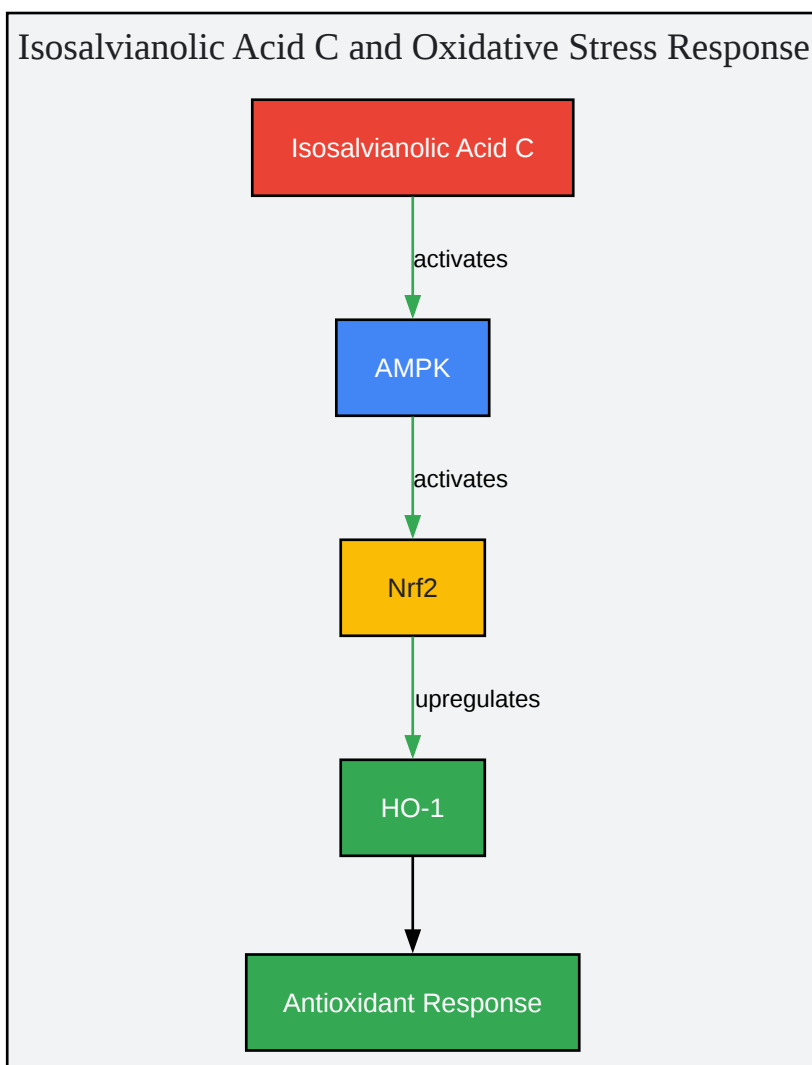 Isosalvianolic Acid C and Oxidative Stress Response
Isosalvianolic Acid C
activates
AMPK
activates
Nrf2
upregulates
HO-1
Antioxidant Response